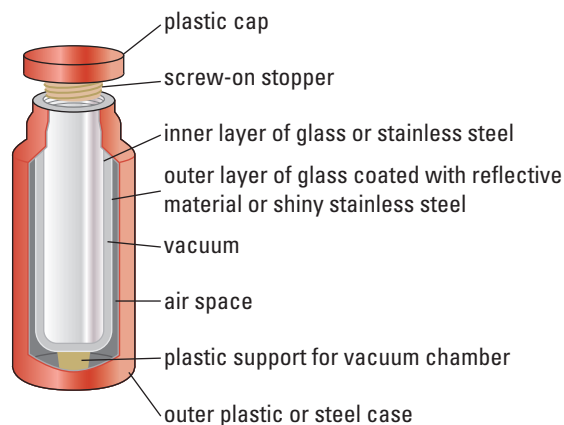 plastic cap
screw-on stopper
inner layer of glass or stainless steel
outer layer of glass coated with reflective
material or shiny stainless steel
vacuum
air space
plastic support for vacuum chamber
outer plastic or steel case